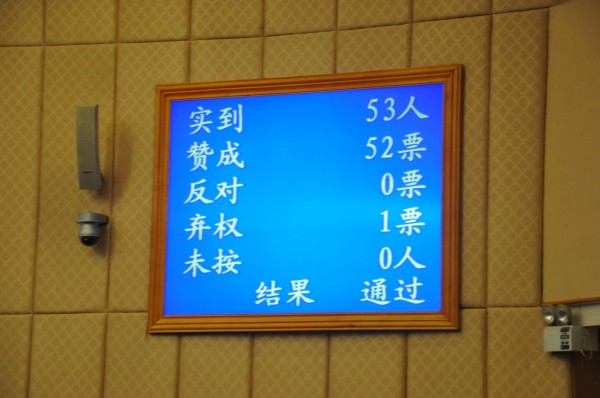 实到 53人
赞成 52票
反对 0票
弃权 1票
未按 0人
结果 通过